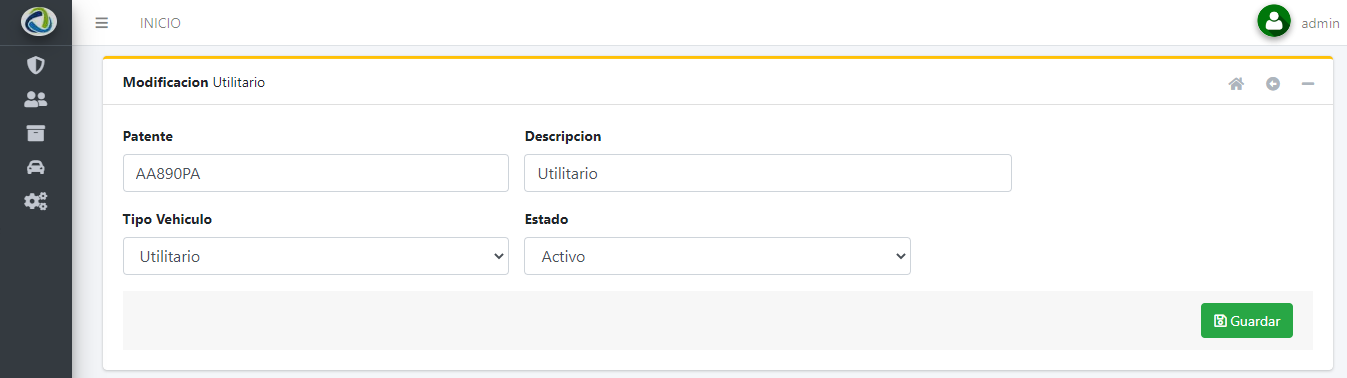 INICIO
admin
Modificacion Utilitario
Patente
Descripcion
AA890PA
Utilitario
Tipo Vehiculo
Estado
Utilitario
Activo
Guardar